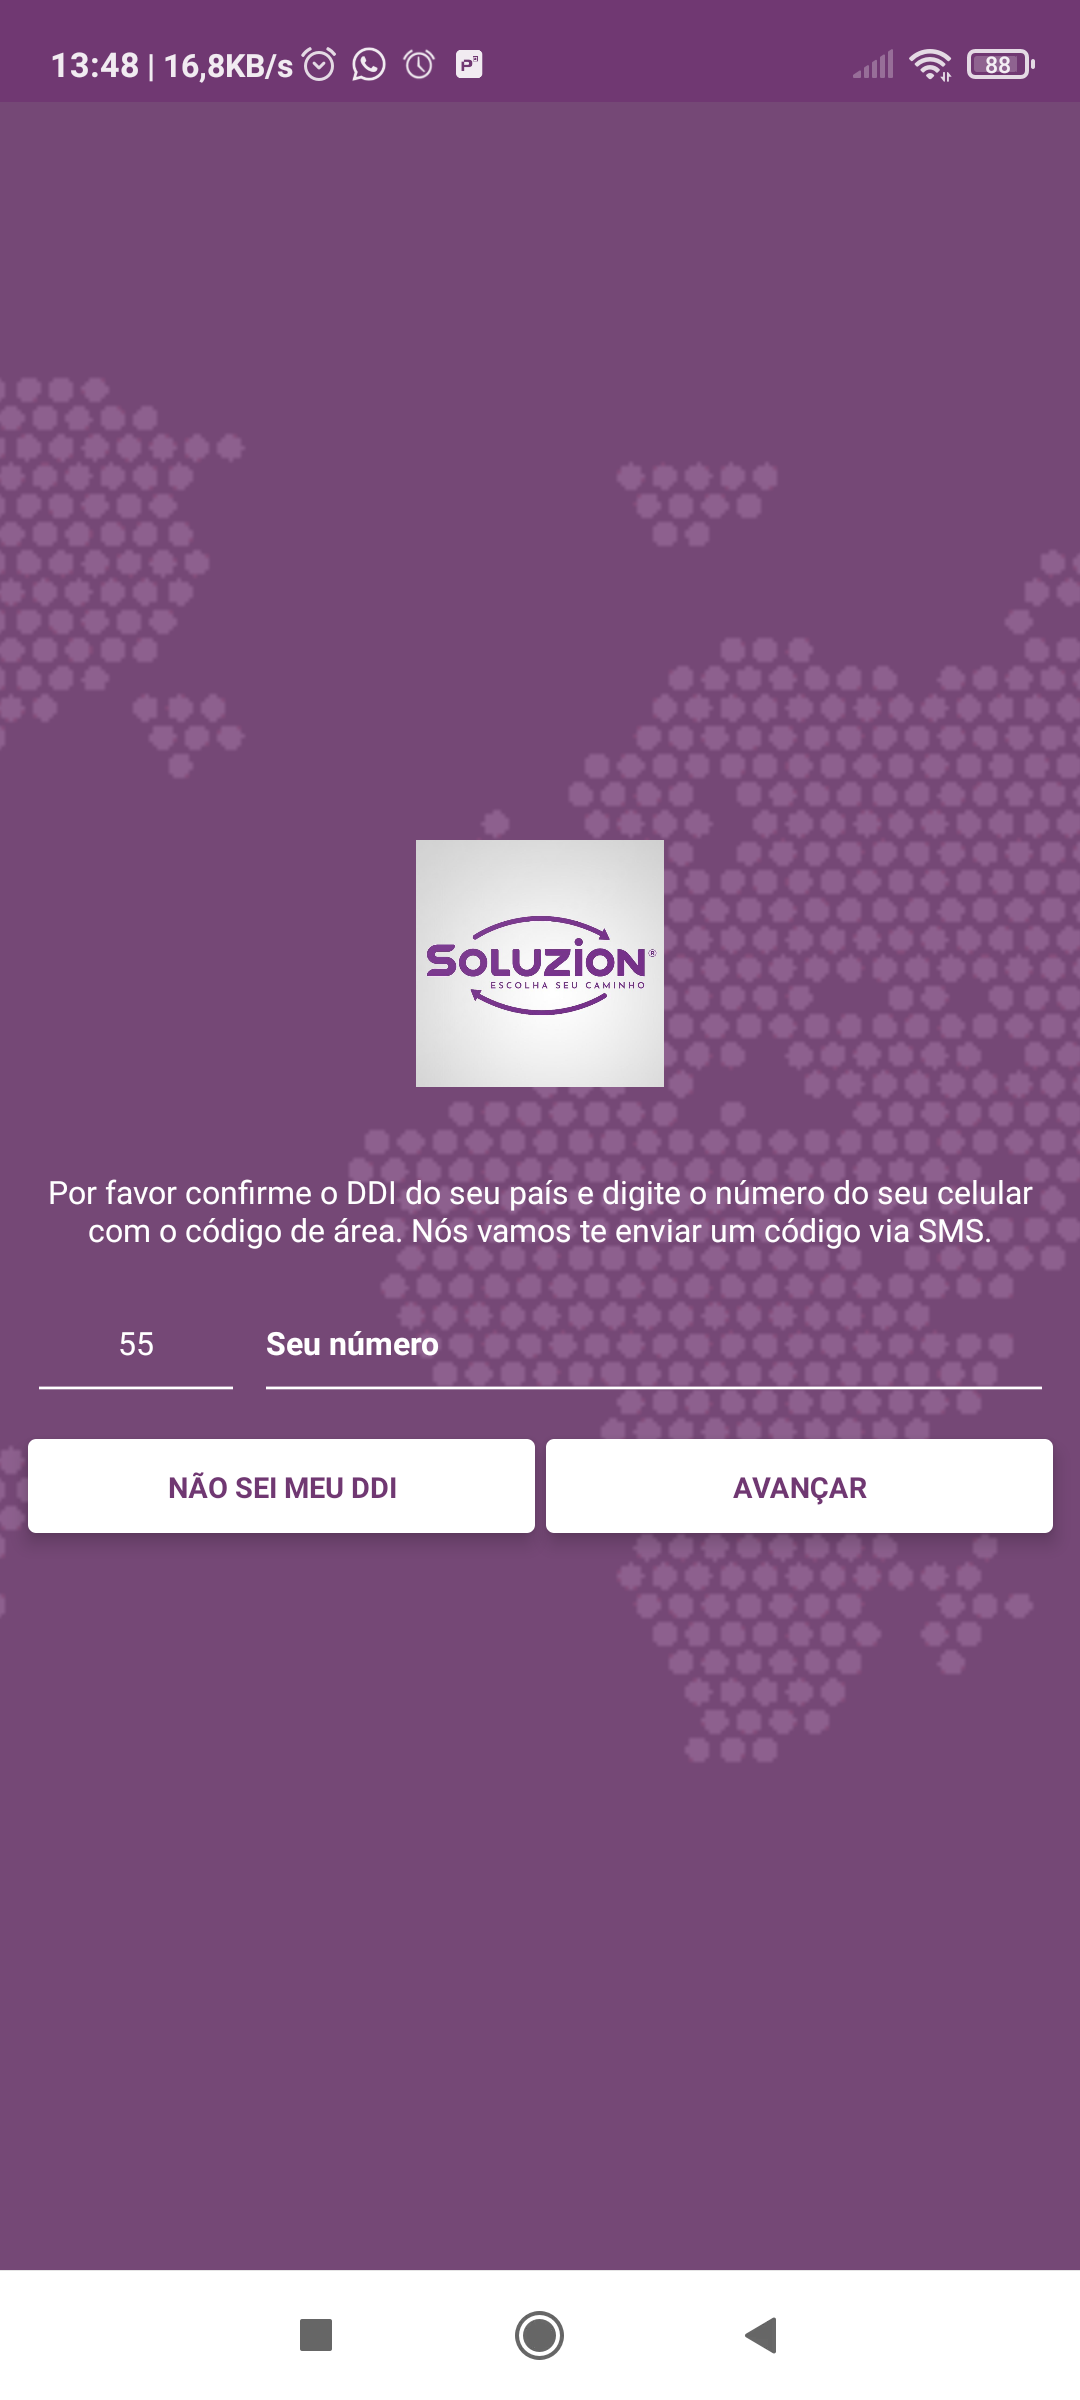 13:48 | 16,8KB/s
88
SOLUZiON®
ESCOLHA SEU CAMINHO
Por favor confirme o DDI do seu país e digite o número do seu celular
com o código de área. Nós vamos te enviar um código via SMS.
55 Seu número
NÃO SEI MEU DDI AVANÇAR